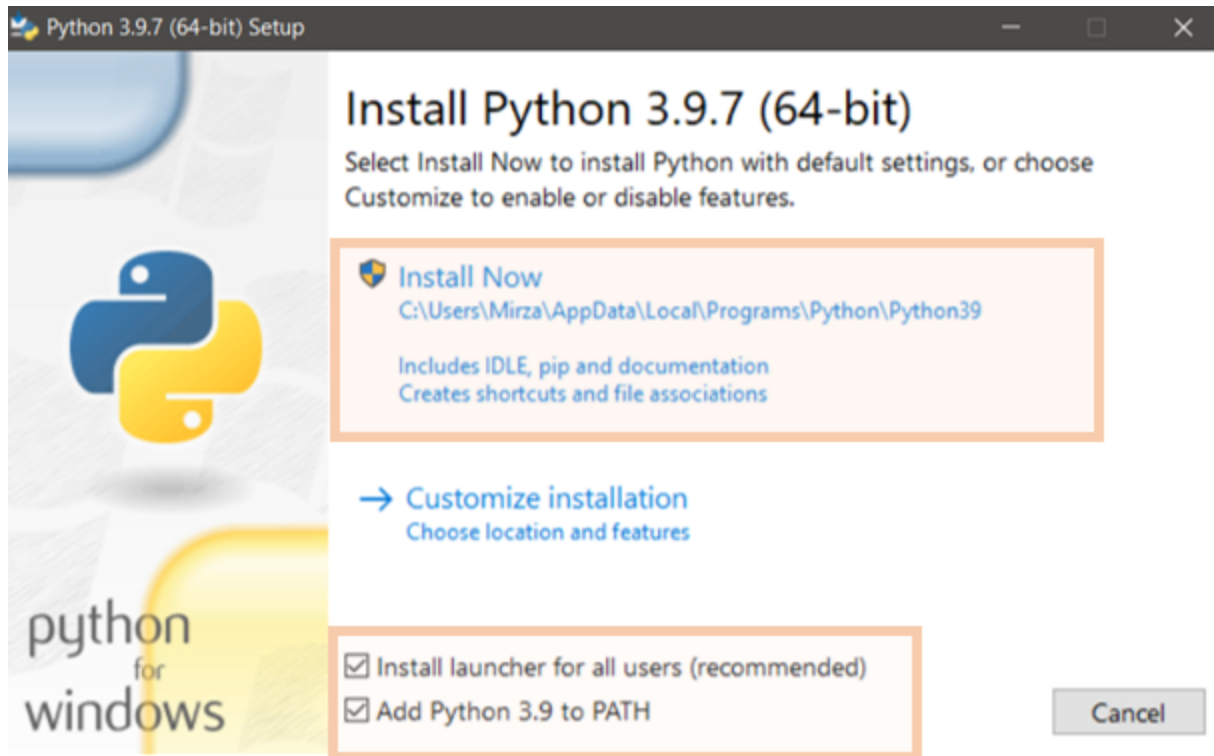 Python 3.9.7 (64-bit) Setup
Install Python 3.9.7 (64-bit)
Select Install Now to install Python with default settings, or choose
Customize to enable or disable features.
Install Now
C:\Users\Mirza\AppData\Local\Programs\Python\Python39
Includes IDLE, pip and documentation
Creates shortcuts and file associations
Customize installation
Choose location and features
python
for
windows
Install launcher for all users (recommended)
Add Python 3.9 to PATH
Cancel